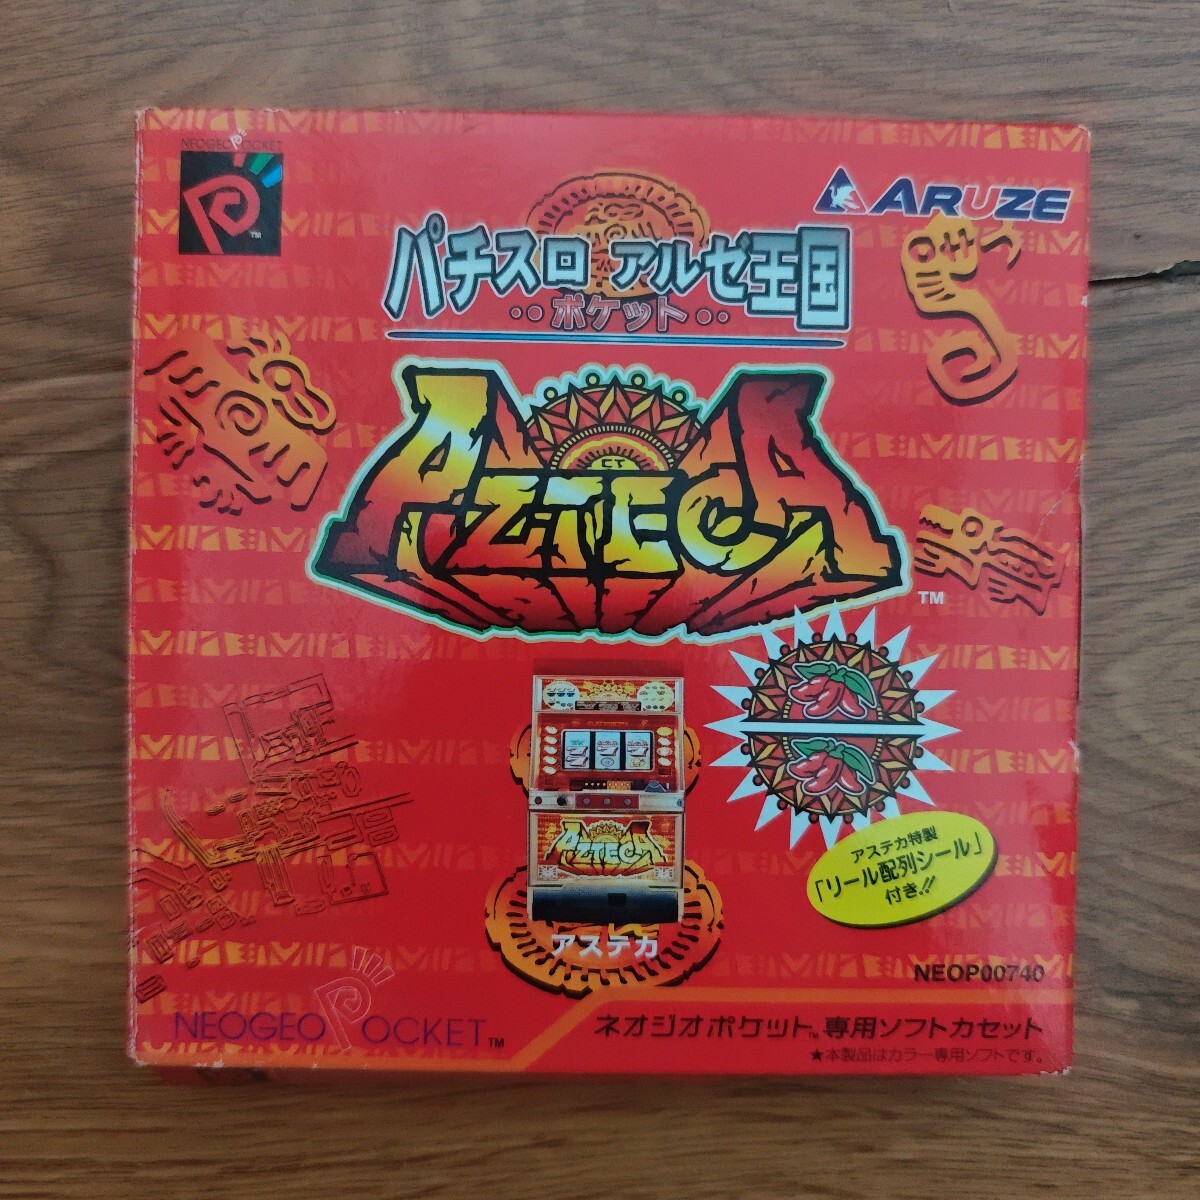 NEOGEO POCKET
TM
ARUZE
パチスロ アルゼ王国
‥ポケット‥
CT
AZTECA
TM
AZTECA
アステカ
アステカ特製
「リール配列シール」
付き!!
NEOP00740
NEOGEO POCKET TM
ネオジオポケット TM 専用ソフトカセット
★本製品はカラー専用ソフトです。